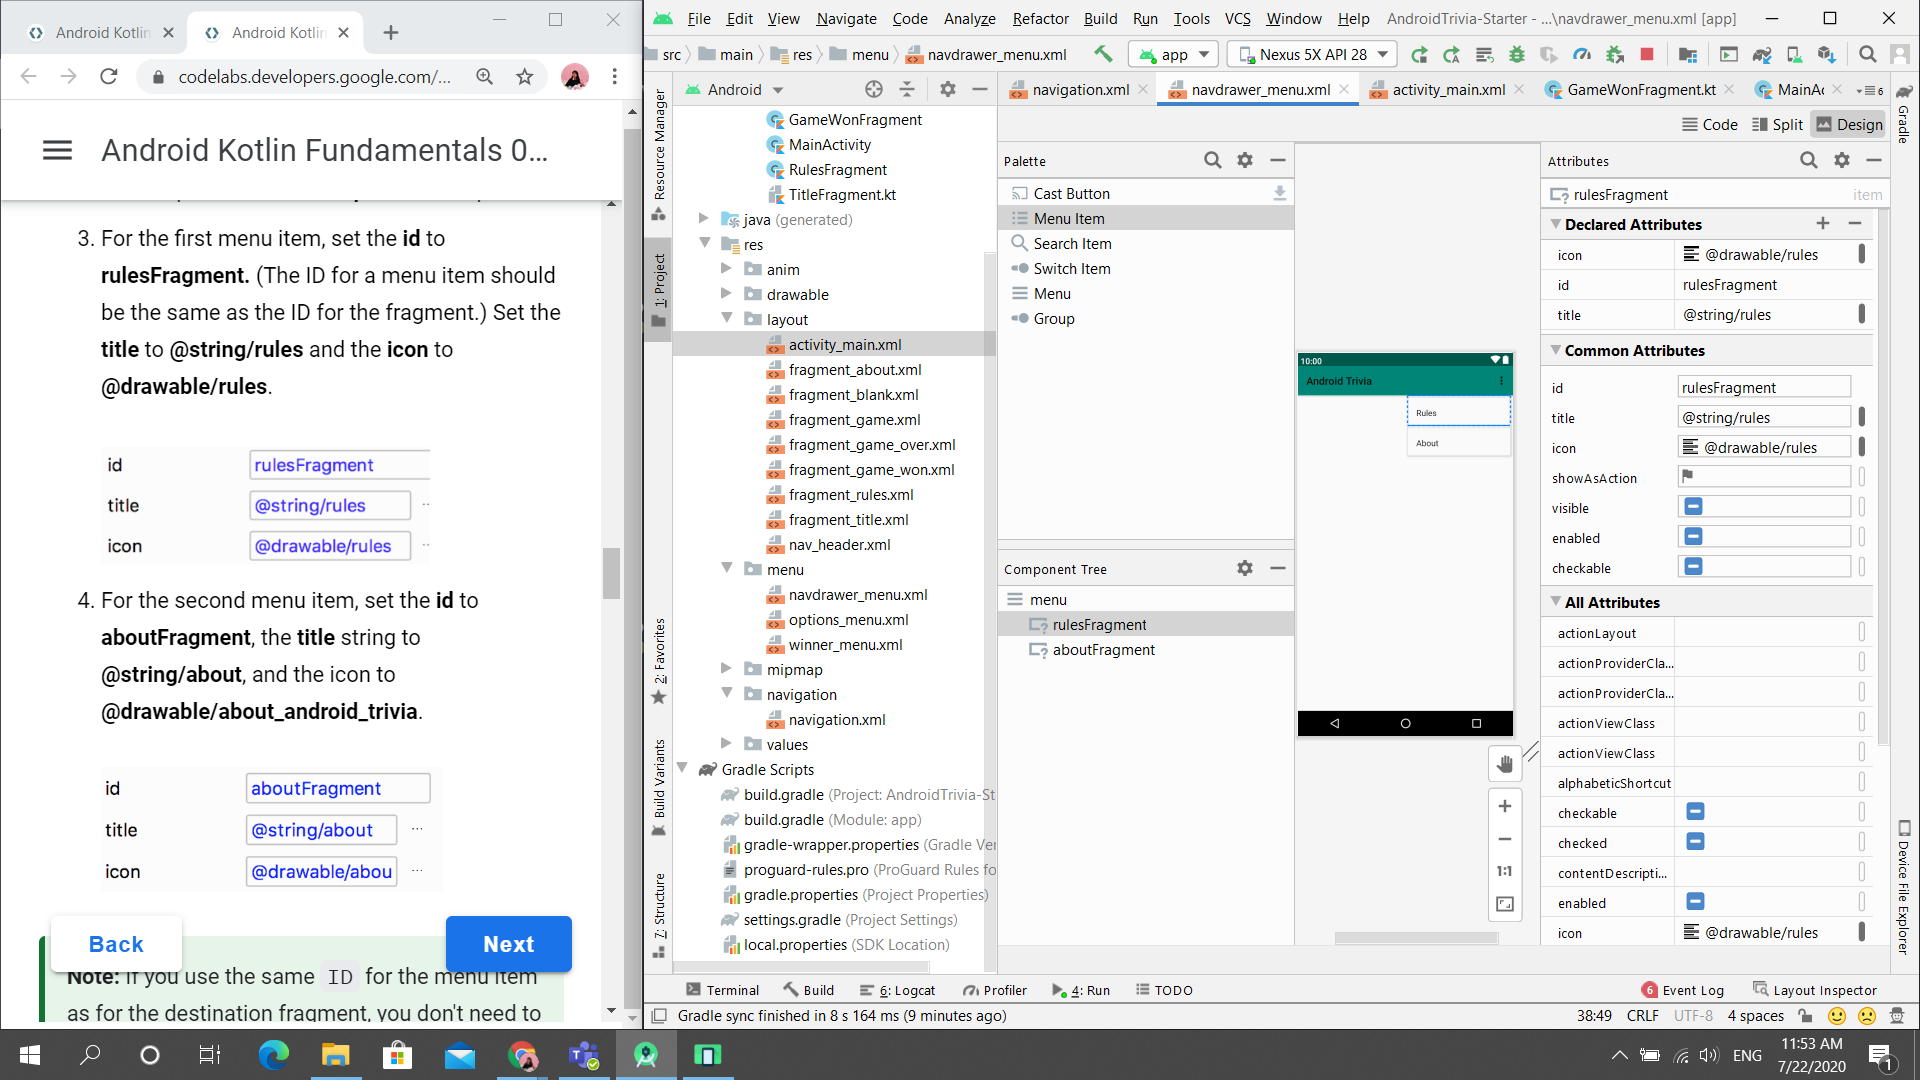 Android Kotlin
Android Kotlin
codelabs.developers.google.com/...
Android Kotlin Fundamentals 0...
3. For the first menu item, set the id to
rulesFragment. (The ID for a menu item should
be the same as the ID for the fragment.) Set the
title to @string/rules and the icon to
@drawable/rules.
id rulesFragment
title @string/rules ...
icon @drawable/rules ...
4. For the second menu item, set the id to
aboutFragment, the title string to
@string/about, and the icon to
@drawable/about_android_trivia.
id aboutFragment
title @string/about ...
icon @drawable/abou ...
Back
Next
Note: If you use the same ID for the menu item
as for the destination fragment, you don't need to
File Edit View Navigate Code Analyze Refactor Build Run Tools VCS Window Help AndroidTrivia-Starter - ...\navdrawer_menu.xml [app]
src main res menu navdrawer_menu.xml app Nexus 5X API 28
Resource Manager
1: Project
2: Favorites
Build Variants
7: Structure
Android
GameWonFragment
MainActivity
RulesFragment
TitleFragment.kt
java (generated)
res
anim
drawable
layout
activity_main.xml
fragment_about.xml
fragment_blank.xml
fragment_game.xml
fragment_game_over.xml
fragment_game_won.xml
fragment_rules.xml
fragment_title.xml
nav_header.xml
menu
navdrawer_menu.xml
options_menu.xml
winner_menu.xml
mipmap
navigation
navigation.xml
values
Gradle Scripts
build.gradle (Project: AndroidTrivia-St
build.gradle (Module: app)
gradle-wrapper.properties (Gradle Ver
proguard-rules.pro (ProGuard Rules fo
gradle.properties (Project Properties)
settings.gradle (Project Settings)
local.properties (SDK Location)
navigation.xml navdrawer_menu.xml activity_main.xml GameWonFragment.kt MainAc 6
Code Split Design
Palette
Cast Button
Menu Item
Search Item
Switch Item
Menu
Group
Component Tree
menu
rulesFragment
aboutFragment
10:00
Android Trivia
Rules
About
1:1
Attributes
rulesFragment item
Declared Attributes
icon @drawable/rules
id rulesFragment
title @string/rules
Common Attributes
id rulesFragment
title @string/rules
icon @drawable/rules
showAsAction
visible
enabled
checkable
All Attributes
actionLayout
actionProviderCla...
actionProviderCla...
actionViewClass
actionViewClass
alphabeticShortcut
checkable
checked
contentDescripti...
enabled
icon @drawable/rules
Gradle
Device File Explorer
Terminal Build 6: Logcat Profiler 4: Run TODO 6 Event Log Layout Inspector
Gradle sync finished in 8 s 164 ms (9 minutes ago) 38:49 CRLF UTF-8 4 spaces
ENG
11:53 AM
7/22/2020
1